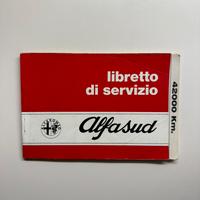 libretto
di servizio
42000 Km.
Alfasud